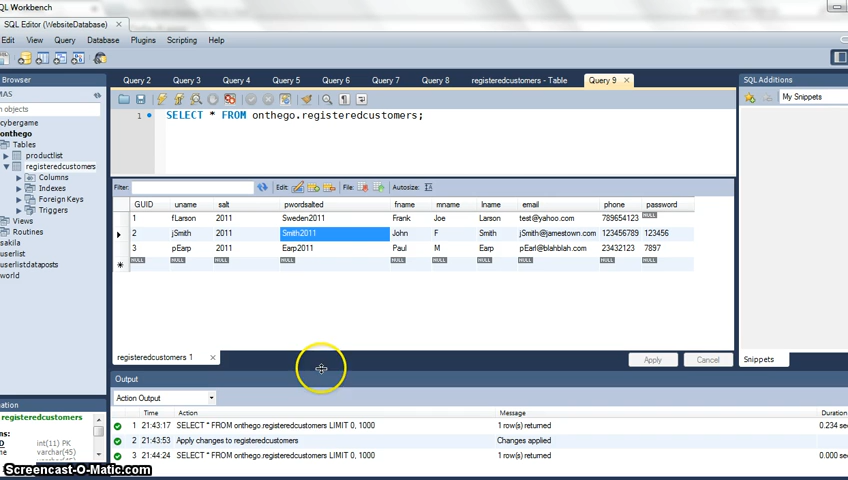 SQL Workbench
SQL Editor (WebsiteDatabase)
Edit View Query Database Plugins Scripting Help
Browser
Query 2 Query 3 Query 4 Query 5 Query 6 Query 7 Query 8 registeredcustomers - Table Query 9
SQL Additions
MAS
My Snippets
h objects
cybergame
onthego
Tables
productlist
registeredcustomers
Columns
Indexes
Foreign Keys
Triggers
Views
Routines
sakila
userlist
userlistdataposts
world
1 SELECT * FROM onthego.registeredcustomers;
Filter: Edit: File: Autosize:
GUID uname salt pwordsalted fname mname lname email phone password
1 fLarson 2011 Sweden2011 Frank Joe Larson test@yahoo.com 789654123 NULL
2 jSmith 2011 Smith2011 John F Smith jSmith@jamestown.com 123456789 123456
3 pEarp 2011 Earp2011 Paul M Earp pEarl@blahblah.com 23432123 7897
NULL NULL NULL NULL NULL NULL NULL NULL NULL NULL
registeredcustomers 1
Apply Cancel
Snippets
Output
Action Output
Time Action Message Duration
1 21:43:17 SELECT * FROM onthego.registeredcustomers LIMIT 0, 1000 1 row(s) returned 0.234 sec
2 21:43:53 Apply changes to registeredcustomers Changes applied
3 21:44:24 SELECT * FROM onthego.registeredcustomers LIMIT 0, 1000 1 row(s) returned 0.000 sec
registeredcustomers
int(11) PK
varchar(45)
Screencast-O-Matic.com